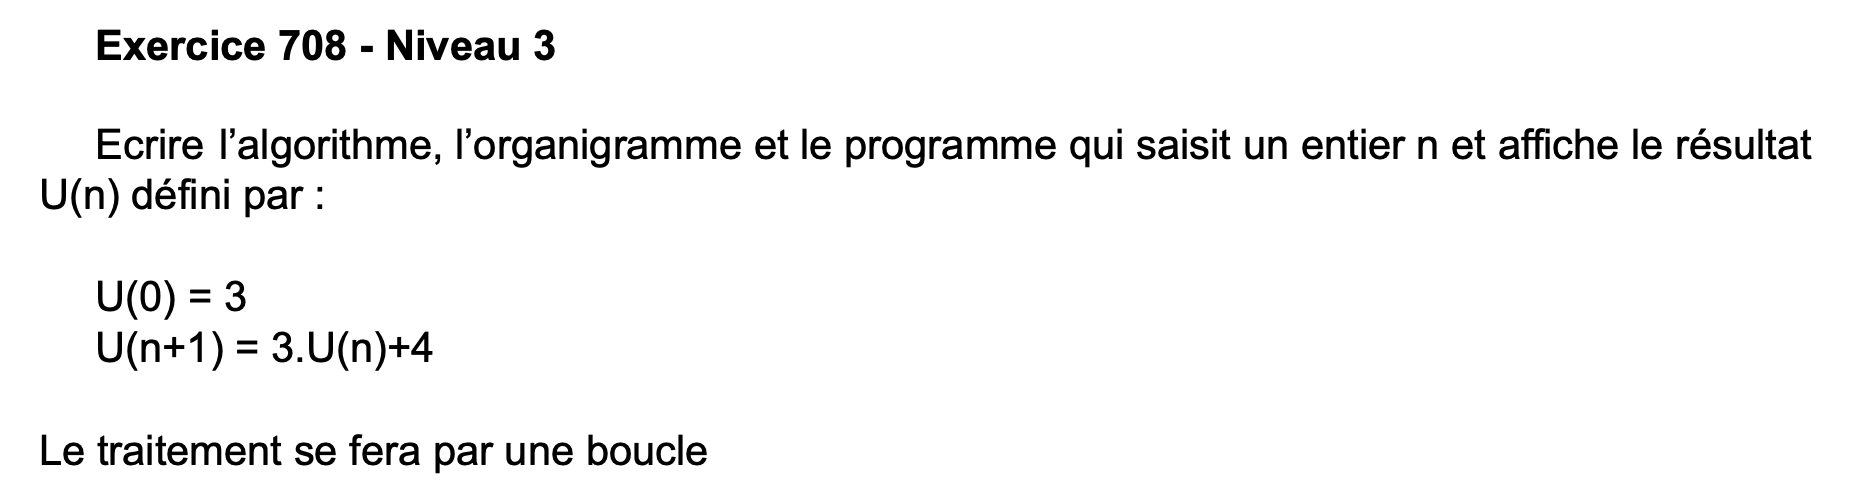 Exercice 708 - Niveau 3
Ecrire l’algorithme, l’organigramme et le programme qui saisit un entier n et affiche le résultat
U(n) défini par :
U(0) = 3
U(n+1) = 3.U(n)+4
Le traitement se fera par une boucle